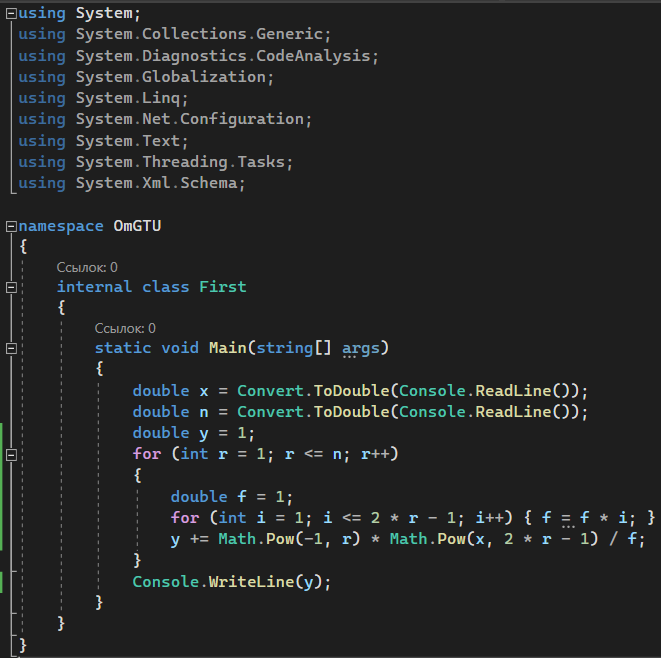 using System;
using System.Collections.Generic;
using System.Diagnostics.CodeAnalysis;
using System.Globalization;
using System.Linq;
using System.Net.Configuration;
using System.Text;
using System.Threading.Tasks;
using System.Xml.Schema;
namespace OmGTU
{
Ссылок: 0
internal class First
{
Ссылок: 0
static void Main(string[] args)
{
double x = Convert.ToDouble(Console.ReadLine());
double n = Convert.ToDouble(Console.ReadLine());
double y = 1;
for (int r = 1; r <= n; r++)
{
double f = 1;
for (int i = 1; i <= 2 * r - 1; i++) { f = f * i; }
y += Math.Pow(-1, r) * Math.Pow(x, 2 * r - 1) / f;
}
Console.WriteLine(y);
}
}
}